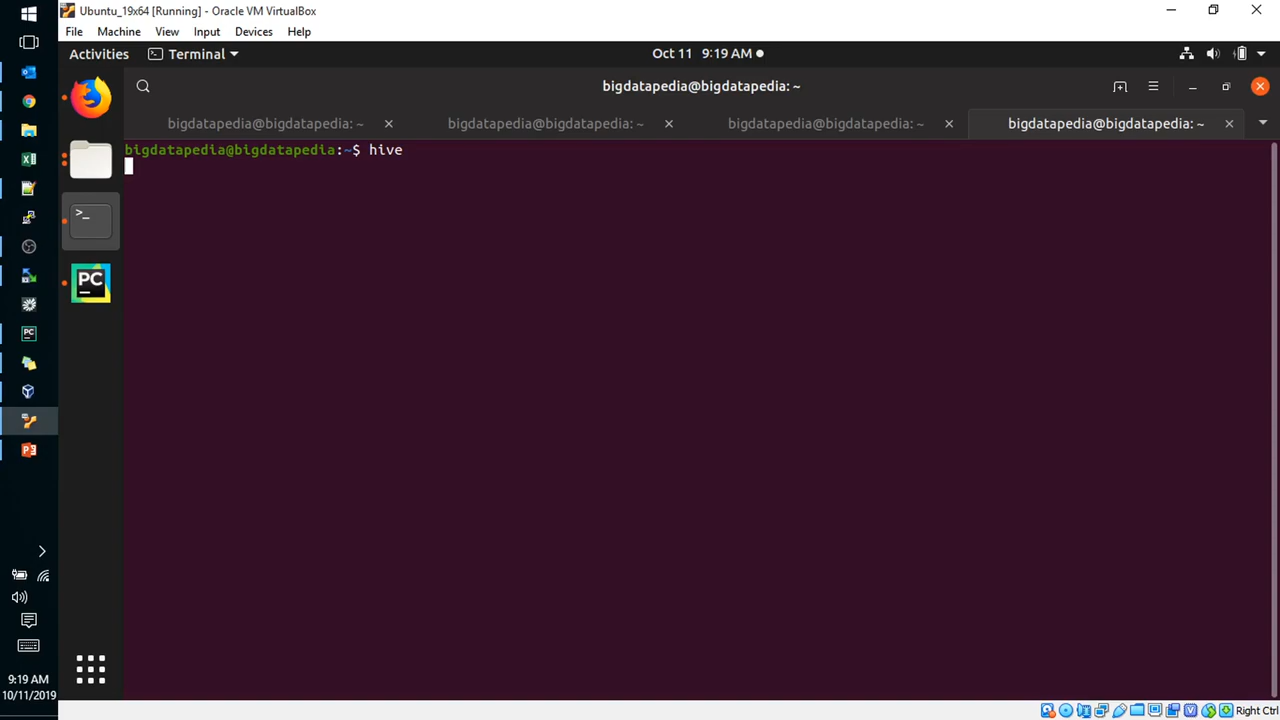 Ubuntu_19x64 [Running] - Oracle VM VirtualBox
File Machine View Input Devices Help
Activities Terminal Oct 11 9:19 AM
bigdatapedia@bigdatapedia: ~
bigdatapedia@bigdatapedia: ~ bigdatapedia@bigdatapedia: ~ bigdatapedia@bigdatapedia: ~ bigdatapedia@bigdatapedia: ~
bigdatapedia@bigdatapedia:~$ hive
>_
PC
PC
9:19 AM
10/11/2019
Right Ctrl